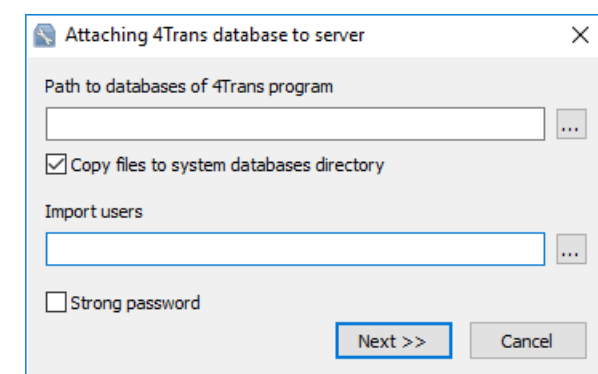 Attaching 4Trans database to server
Path to databases of 4Trans program
...
Copy files to system databases directory
Import users
...
Strong password
Next >>
Cancel